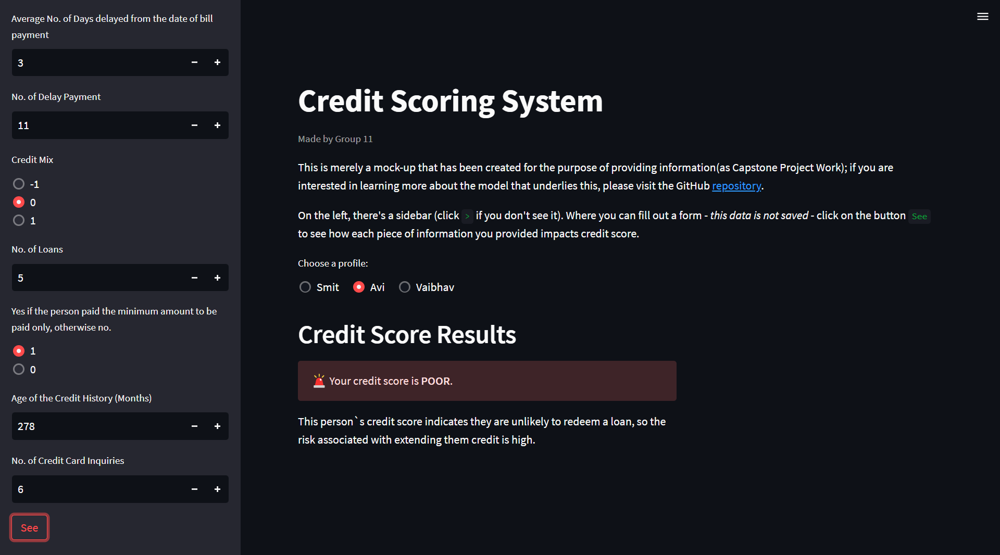 Average No. of Days delayed from the date of bill
payment
3
No. of Delay Payment
11
Credit Mix
-1
0
1
No. of Loans
5
Yes if the person paid the minimum amount to be
paid only, otherwise no.
1
0
Age of the Credit History (Months)
278
No. of Credit Card Inquiries
6
See
Credit Scoring System
Made by Group 11
This is merely a mock-up that has been created for the purpose of providing information(as Capstone Project Work); if you are
interested in learning more about the model that underlies this, please visit the GitHub repository.
On the left, there's a sidebar (click > if you don't see it). Where you can fill out a form - this data is not saved - click on the button See
to see how each piece of information you provided impacts credit score.
Choose a profile:
Smit Avi Vaibhav
Credit Score Results
Your credit score is POOR.
This person`s credit score indicates they are unlikely to redeem a loan, so the
risk associated with extending them credit is high.